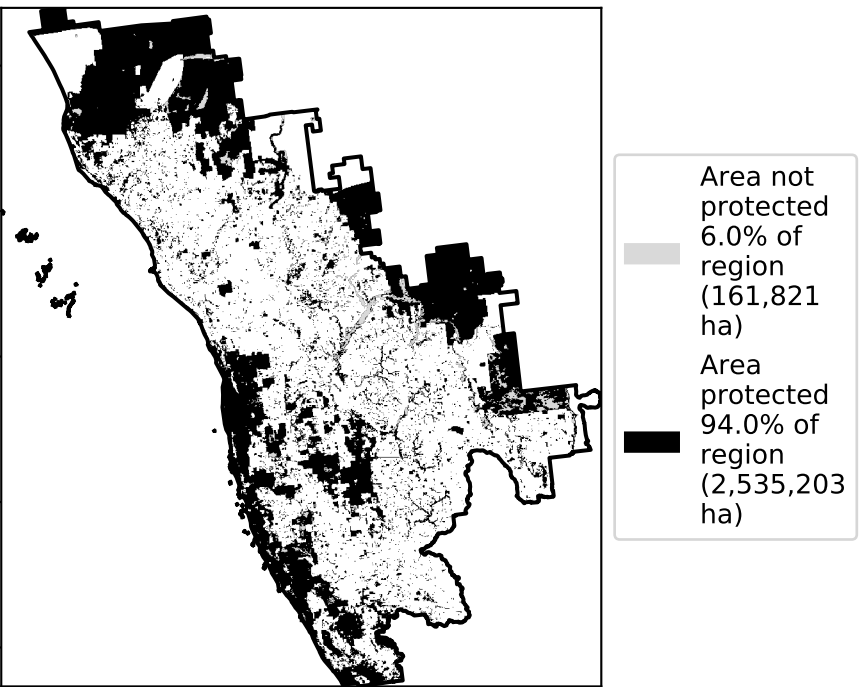 Area not
protected
6.0% of
region
(161,821
ha)
Area
protected
94.0% of
region
(2,535,203
ha)